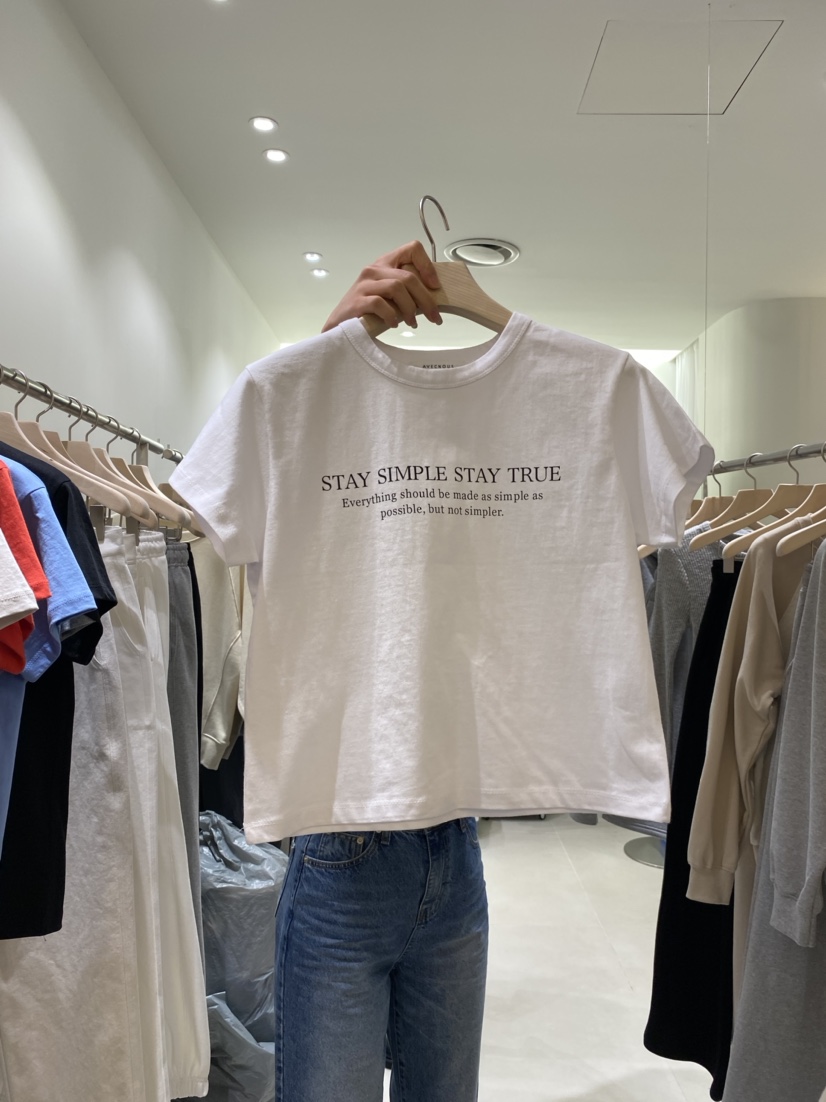 STAY SIMPLE STAY TRUE
Everything should be made as simple as
possible, but not simpler.